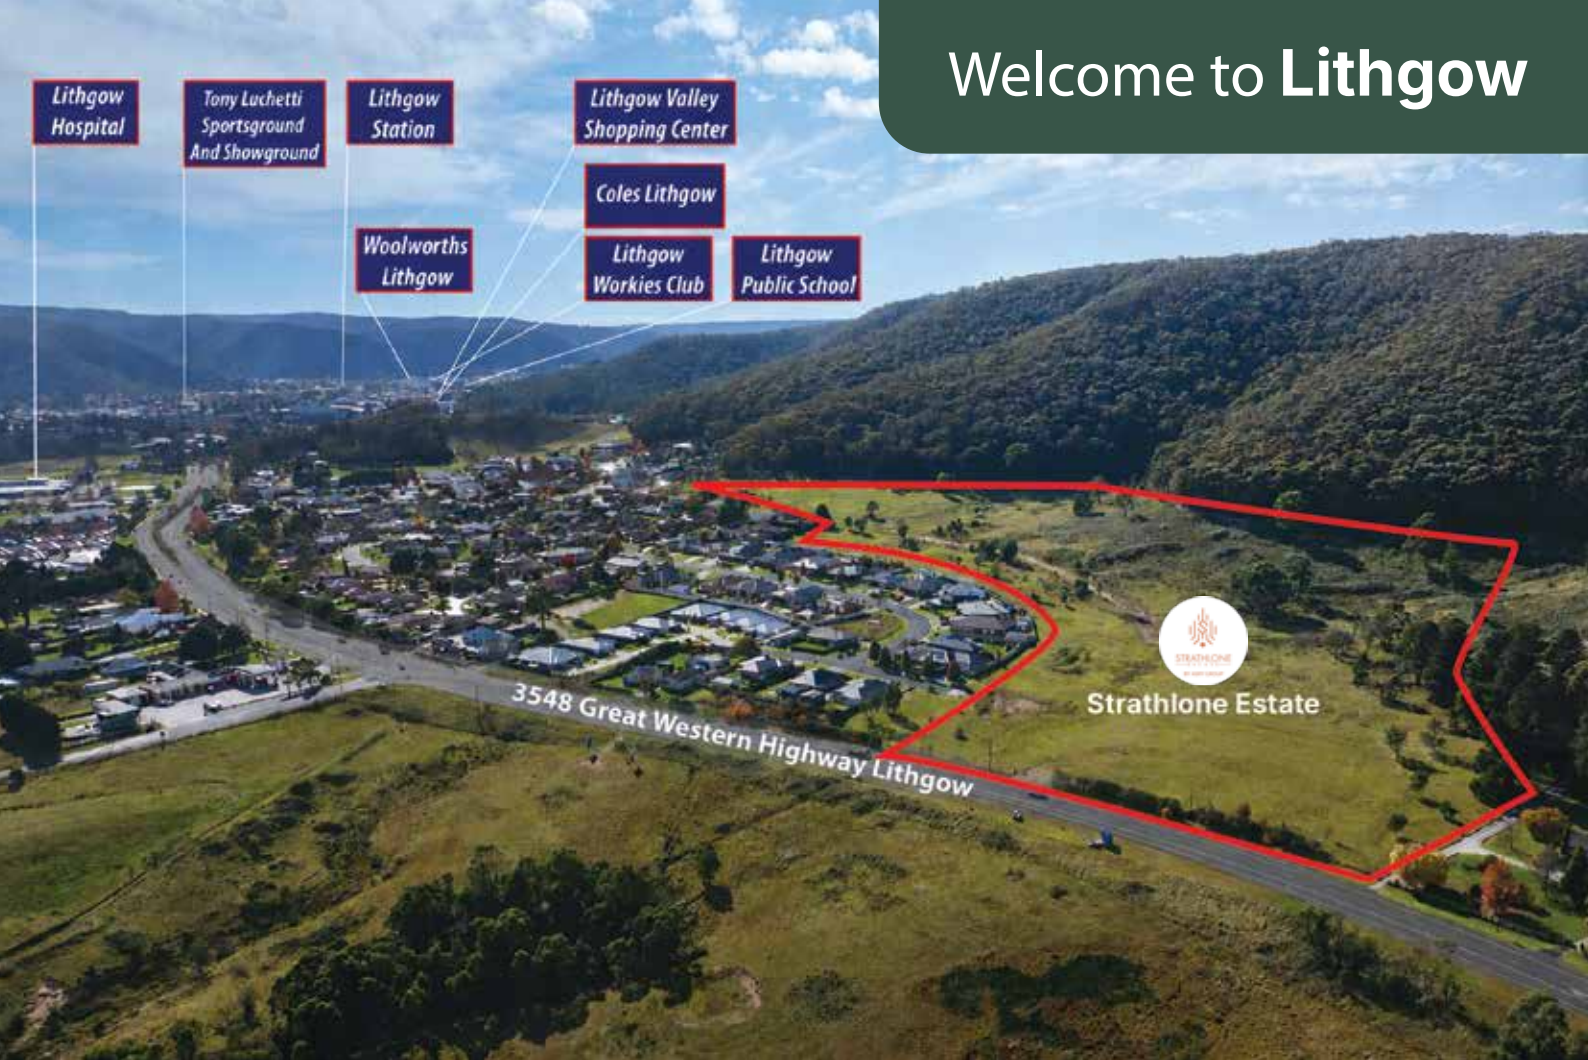 Welcome to Lithgow
Lithgow
Hospital
Tony Luchetti
Sportsground
And Showground
Lithgow
Station
Lithgow Valley
Shopping Center
Coles Lithgow
Woolworths
Lithgow
Lithgow
Workies Club
Lithgow
Public School
STRATHLONE
Strathlone Estate
3548 Great Western Highway Lithgow